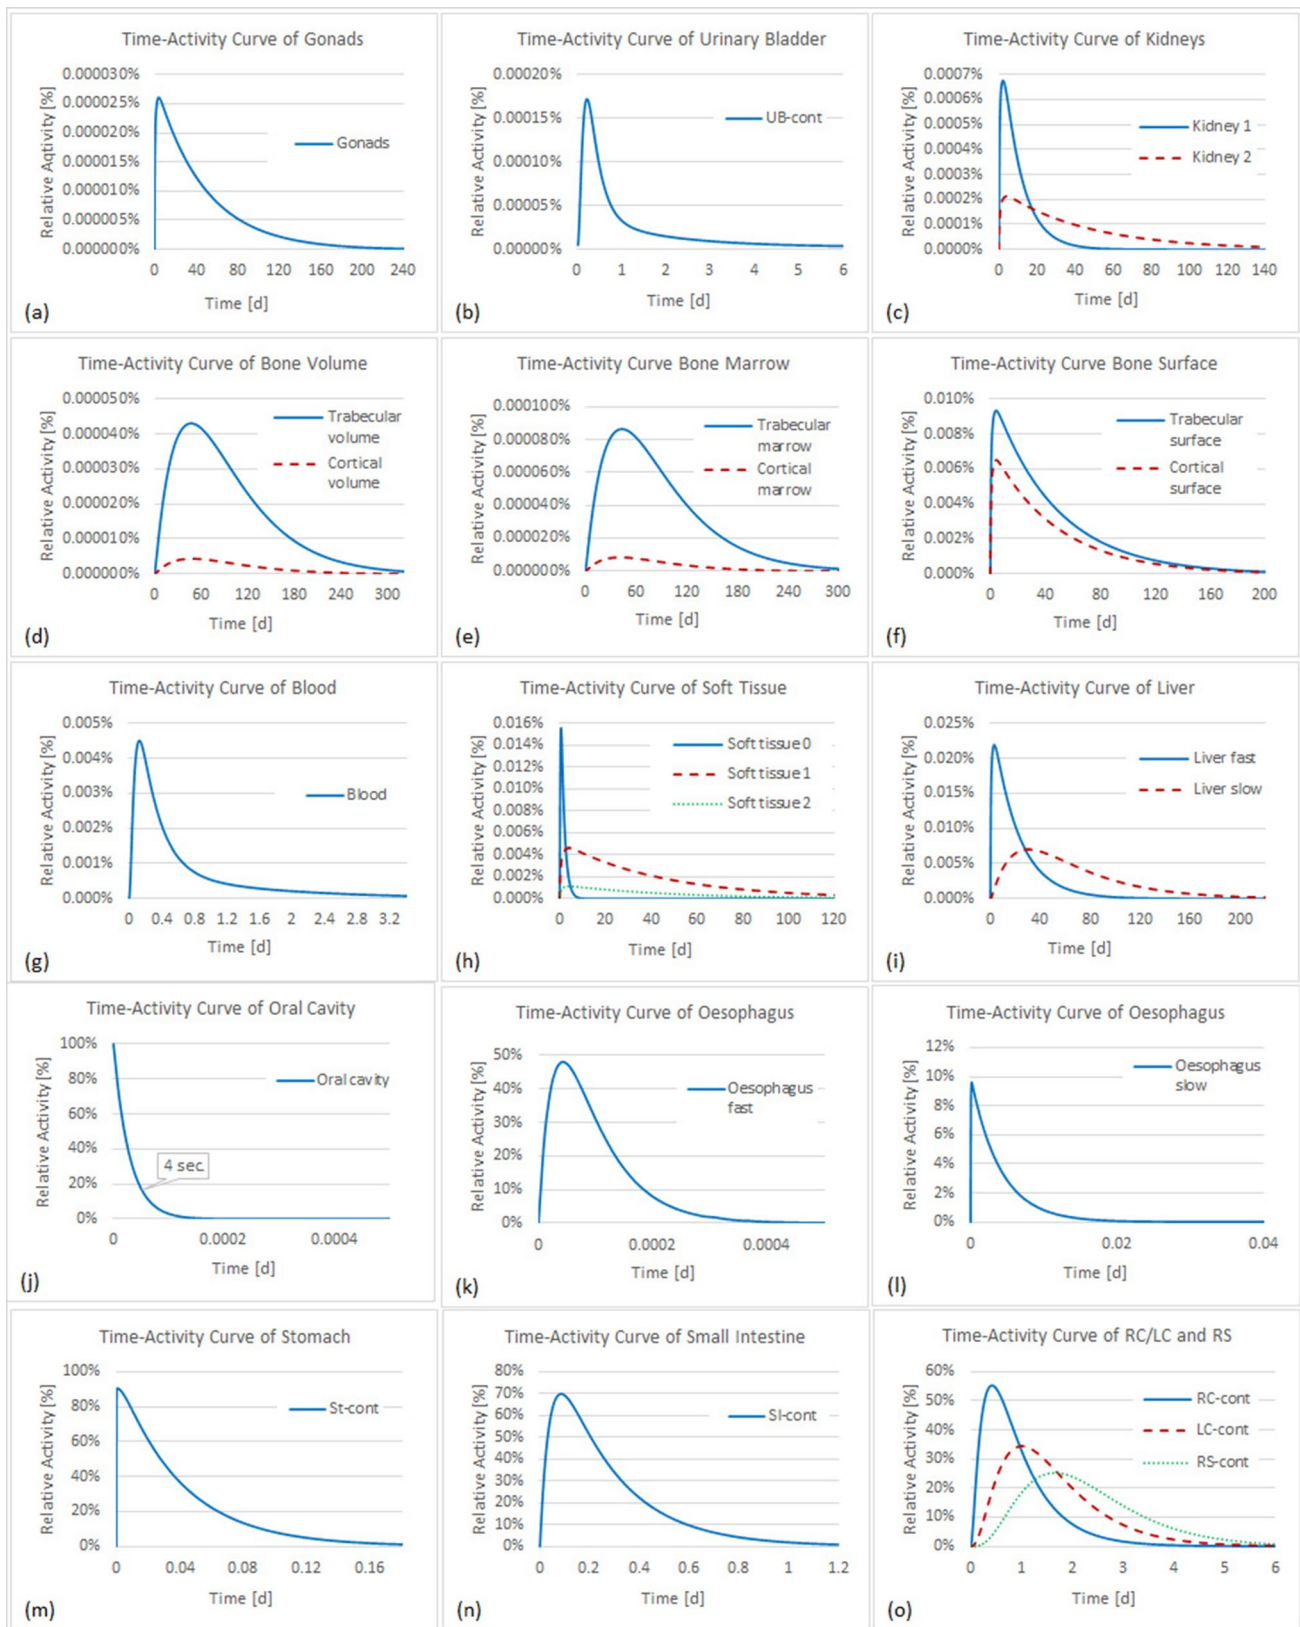 Time-Activity Curve of Gonads
Relative Aqtivity [%]
0.000030%
0.000025%
0.000020%
0.000015%
0.000010%
0.000005%
0.000000%
Gonads
0 40 80 120 160 200 240
Time [d]
(a)
Time-Activity Curve of Urinary Bladder
Relative Activity [%]
0.00020%
0.00015%
0.00010%
0.00005%
0.00000%
UB-cont
0 1 2 3 4 5 6
Time [d]
(b)
Time-Activity Curve of Kidneys
Relative Activity [%]
0.0007%
0.0006%
0.0005%
0.0004%
0.0003%
0.0002%
0.0001%
0.0000%
Kidney 1
Kidney 2
0 20 40 60 80 100 120 140
Time [d]
(c)
Time-Activity Curve of Bone Volume
Relative Activity [%]
0.000050%
0.000040%
0.000030%
0.000020%
0.000010%
0.000000%
Trabecular
volume
Cortical
volume
0 60 120 180 240 300
Time [d]
(d)
Time-Activity Curve Bone Marrow
Relative Activity [%]
0.000100%
0.000080%
0.000060%
0.000040%
0.000020%
0.000000%
Trabecular
marrow
Cortical
marrow
0 60 120 180 240 300
Time [d]
(e)
Time-Activity Curve Bone Surface
Relative Activity [%]
0.010%
0.008%
0.006%
0.004%
0.002%
0.000%
Trabecular
surface
Cortical
surface
0 40 80 120 160 200
Time [d]
(f)
Time-Activity Curve of Blood
Relative Activity [%]
0.005%
0.004%
0.003%
0.002%
0.001%
0.000%
Blood
0 0.4 0.8 1.2 1.6 2 2.4 2.8 3.2
Time [d]
(g)
Time-Activity Curve of Soft Tissue
Relative Activity [%]
0.016%
0.014%
0.012%
0.010%
0.008%
0.006%
0.004%
0.002%
0.000%
Soft tissue 0
Soft tissue 1
Soft tissue 2
0 20 40 60 80 100 120
Time [d]
(h)
Time-Activity Curve of Liver
Relative Activity [%]
0.025%
0.020%
0.015%
0.010%
0.005%
0.000%
Liver fast
Liver slow
0 40 80 120 160 200
Time [d]
(i)
Time-Activity Curve of Oral Cavity
Relative Activity [%]
100%
80%
60%
40%
20%
0%
Oral cavity
4 sec.
0 0.0002 0.0004
Time [d]
(j)
Time-Activity Curve of Oesophagus
Relative Activity [%]
50%
40%
30%
20%
10%
0%
Oesophagus
fast
0 0.0002 0.0004
Time [d]
(k)
Time-Activity Curve of Oesophagus
Relative Activity [%]
12%
10%
8%
6%
4%
2%
0%
Oesophagus
slow
0 0.02 0.04
Time [d]
(l)
Time-Activity Curve of Stomach
Relative Activity [%]
100%
80%
60%
40%
20%
0%
St-cont
0 0.04 0.08 0.12 0.16
Time [d]
(m)
Time-Activity Curve of Small Intestine
Relative Activity [%]
80%
70%
60%
50%
40%
30%
20%
10%
0%
SI-cont
0 0.2 0.4 0.6 0.8 1 1.2
Time [d]
(n)
Time-Activity Curve of RC/LC and RS
Relative Activity [%]
60%
50%
40%
30%
20%
10%
0%
RC-cont
LC-cont
RS-cont
0 1 2 3 4 5 6
Time [d]
(o)